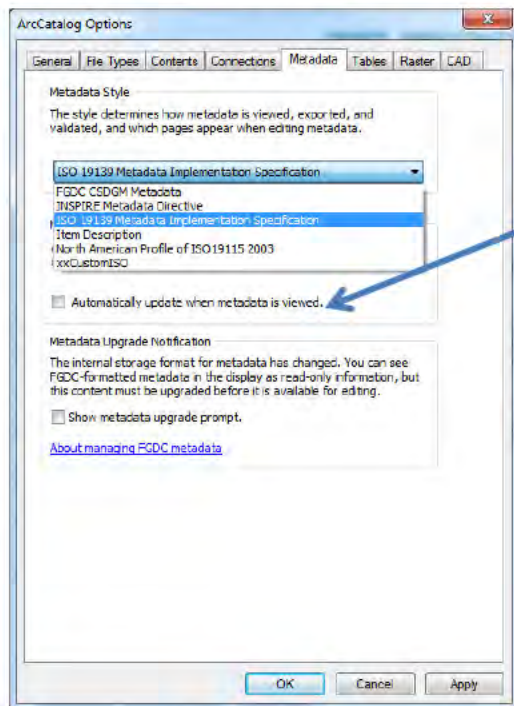 ArcCatalog Options
General File Types Contents Connections Metadata Tables Raster CAD
Metadata Style
The style determines how metadata is viewed, exported, and
validated, and which pages appear when editing metadata.
ISO 19139 Metadata Implementation Specification
FGDC CSDGM Metadata
INSPIRE Metadata Directive
ISO 19139 Metadata Implementation Specification
Item Description
North American Profile of ISO19115 2003
xxCustomISO
Automatically update when metadata is viewed.
Metadata Upgrade Notification
The internal storage format for metadata has changed. You can see
FGDC-formatted metadata in the display as read-only information, but
this content must be upgraded before it is available for editing.
Show metadata upgrade prompt.
About managing FGDC metadata
OK Cancel Apply